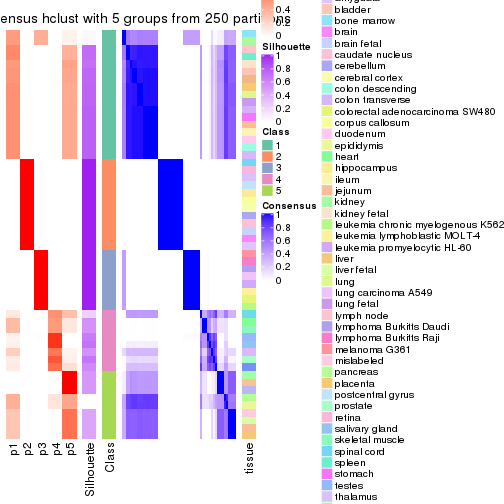 ensus heatmap with 5 groups from 250 partitions
0.4
0.2
0
Silhouette
1
0.8
0.6
0.4
0.2
0
Class
1
2
3
4
5
Consensus
1
0.8
0.6
0.4
0.2
0
p1
p2
p3
p4
p5
Silhouette
Class
tissue
bladder
bone marrow
brain
brain fetal
caudate nucleus
cerebellum
cerebral cortex
colon descending
colon transverse
colorectal adenocarcinoma SW480
corpus callosum
duodenum
epididymis
heart
hippocampus
ileum
jejunum
kidney
kidney fetal
leukemia chronic myelogenous K562
leukemia lymphoblastic MOLT-4
leukemia promyelocytic HL-60
liver
liver fetal
lung
lung carcinoma A549
lung fetal
lymph node
lymphoma Burkitts Daudi
lymphoma Burkitts Raji
melanoma G361
mislabeled
pancreas
placenta
postcentral gyrus
prostate
retina
salivary gland
skeletal muscle
spinal cord
spleen
stomach
testes
thalamus